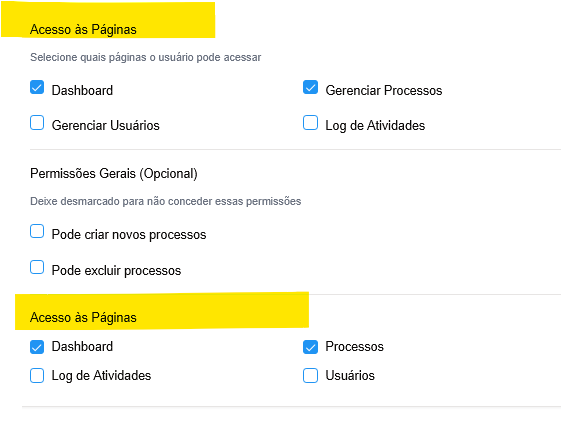 Acesso às Páginas
Selecione quais páginas o usuário pode acessar
Dashboard
Gerenciar Processos
Gerenciar Usuários
Log de Atividades
Permissões Gerais (Opcional)
Deixe desmarcado para não conceder essas permissões
Pode criar novos processos
Pode excluir processos
Acesso às Páginas
Dashboard
Processos
Log de Atividades
Usuários